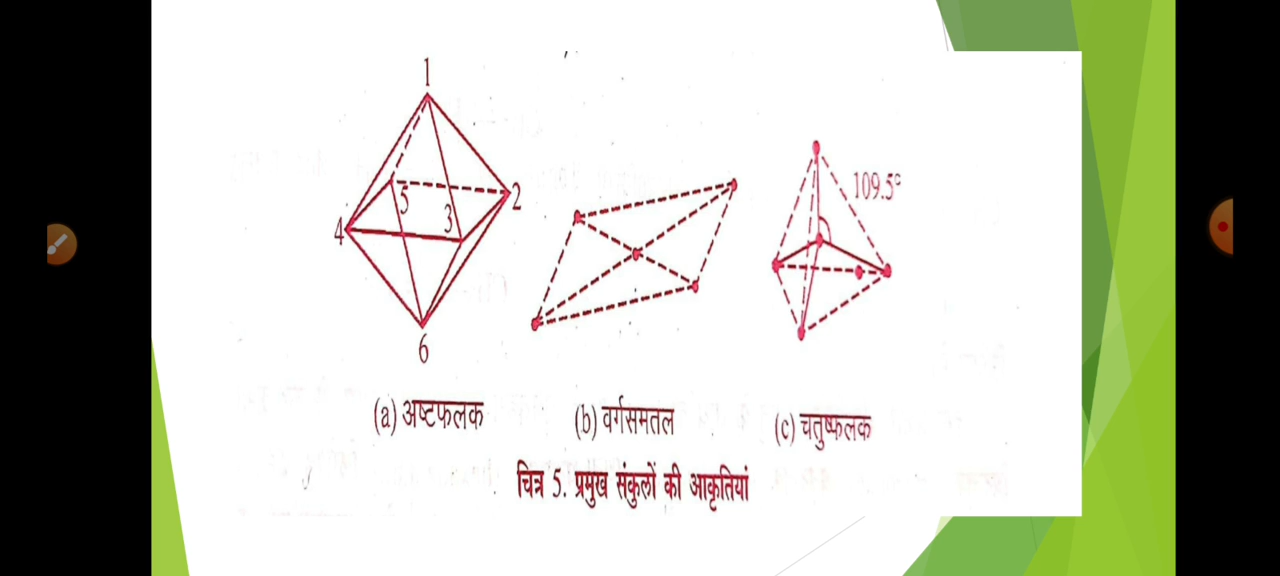 1
109.5°
5
2
3
4
6
(a) अष्टफलक
(b) वर्गसमतल
(c) चतुष्फलक
चित्र 5. प्रमुख संकुलों की आकृतियां